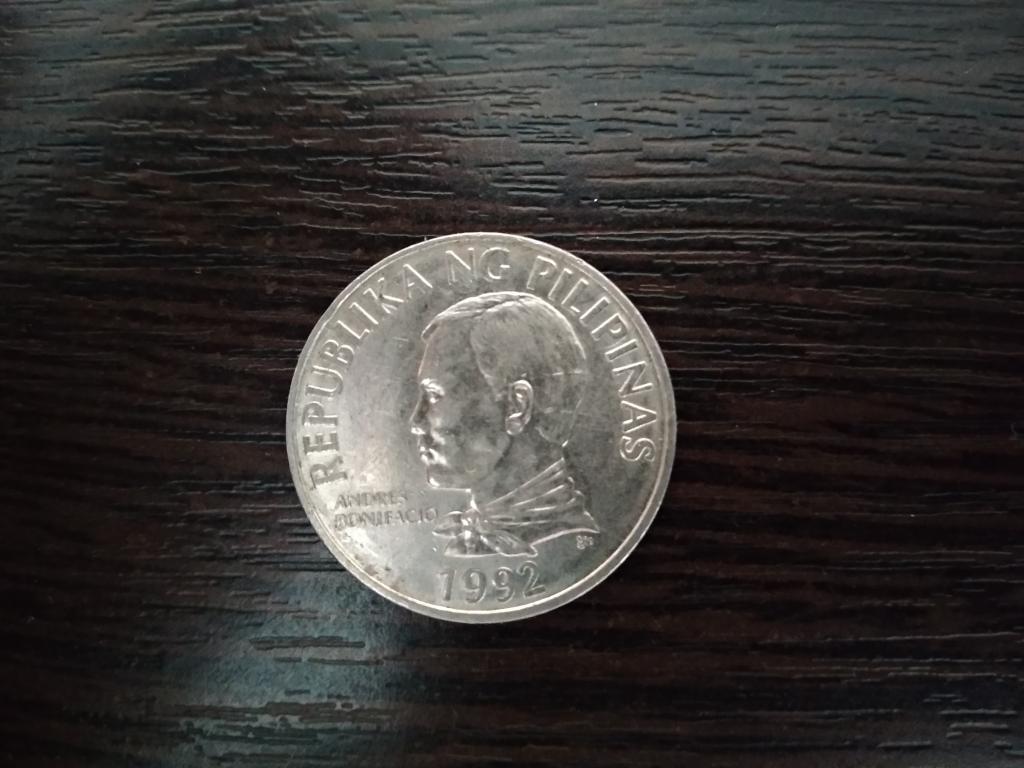 REPUBLIKA NG PILIPINAS
ANDRES
BONIFACIO
1992